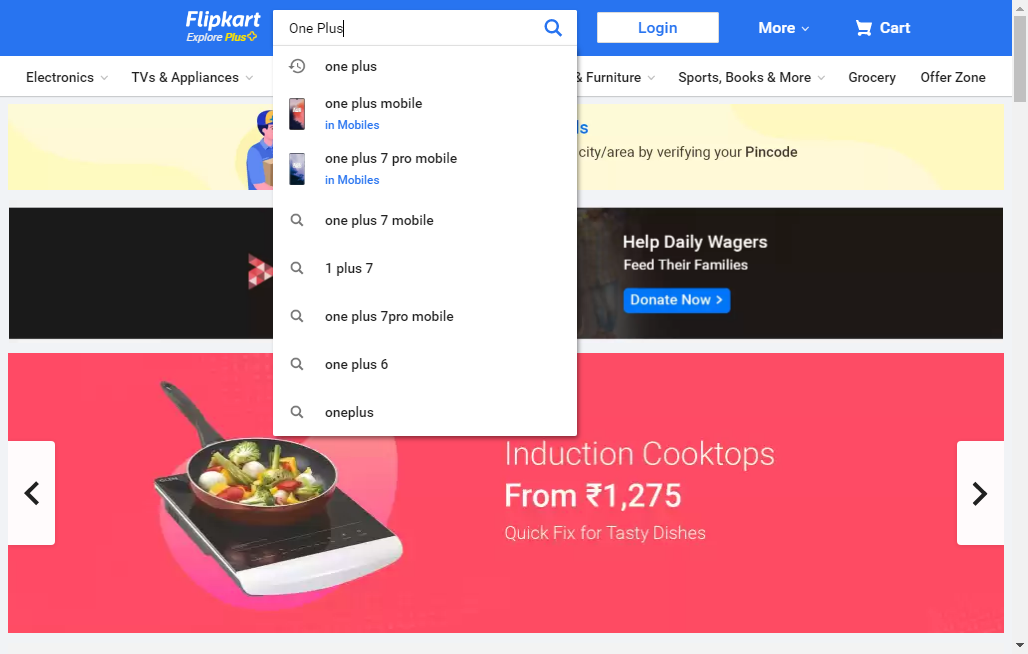 Flipkart
Explore Plus
One Plus
Login
More
Cart
Electronics
TVs & Appliances
& Furniture
Sports, Books & More
Grocery
Offer Zone
one plus
one plus mobile
in Mobiles
one plus 7 pro mobile
in Mobiles
one plus 7 mobile
1 plus 7
one plus 7pro mobile
one plus 6
oneplus
ls
city/area by verifying your Pincode
Help Daily Wagers
Feed Their Families
Donate Now >
Induction Cooktops
From ₹1,275
Quick Fix for Tasty Dishes